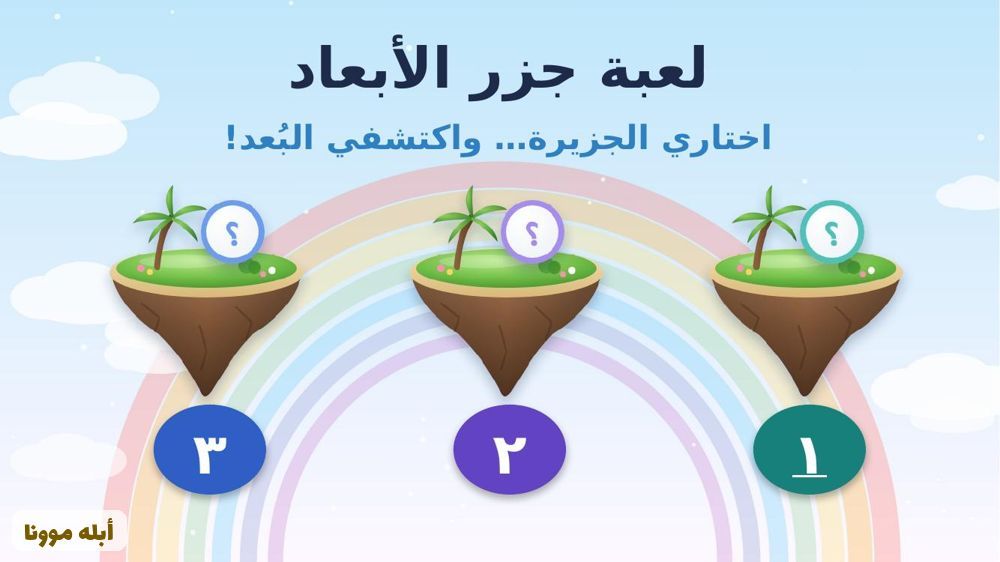 لعبة جزر الأبعاد
اختاري الجزيرة... واكتشفي البُعد!
؟ ؟ ؟
١ ٢ ٣
أبله موونا